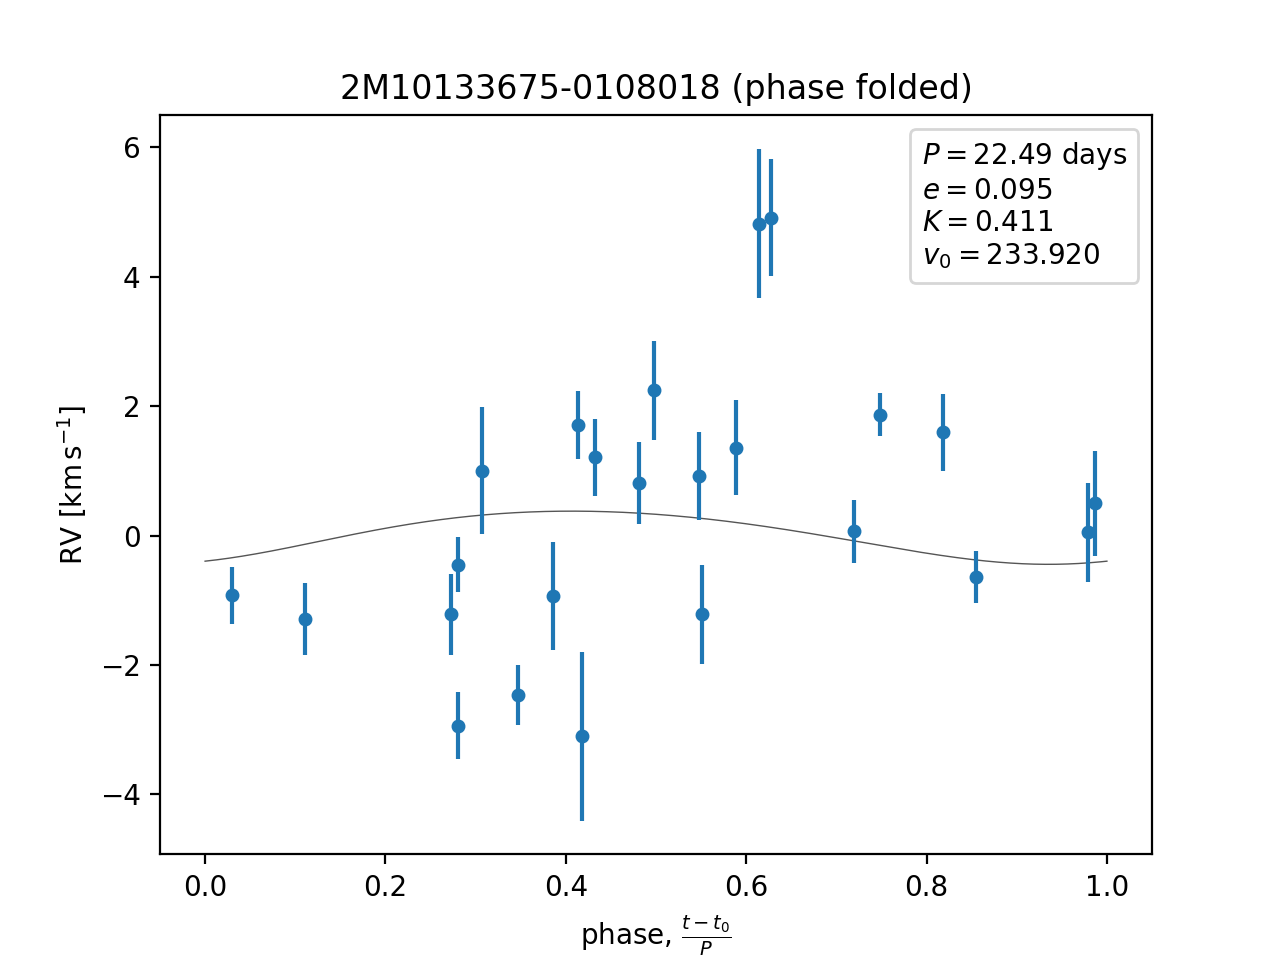 2M10133675-0108018 (phase folded)
P = 22.49 days
e = 0.095
K = 0.411
v₀ = 233.920
6
4
2
0
−2
−4
RV [km s⁻¹]
0.0 0.2 0.4 0.6 0.8 1.0
phase, (t − t₀)/P